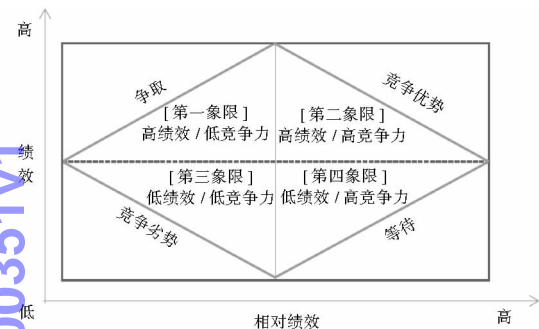 高
争取
竞争优势
[第一象限]
高绩效/低竞争力
[第二象限]
高绩效/高竞争力
绩效
[第三象限]
低绩效/低竞争力
[第四象限]
低绩效/高竞争力
竞争劣势
等待
低
相对绩效
高